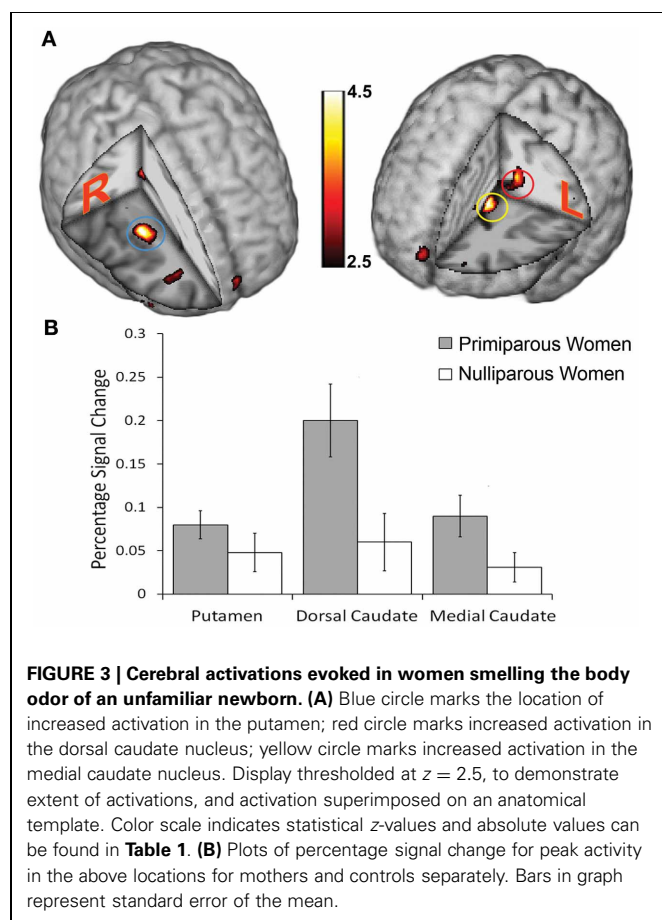 A
R
4.5
2.5
L
B
0.3
0.25
0.2
0.15
0.1
0.05
0
Percentage Signal Change
Primiparous Women
Nulliparous Women
Putamen Dorsal Caudate Medial Caudate
FIGURE 3 | Cerebral activations evoked in women smelling the body
odor of an unfamiliar newborn. (A) Blue circle marks the location of
increased activation in the putamen; red circle marks increased activation in
the dorsal caudate nucleus; yellow circle marks increased activation in the
medial caudate nucleus. Display thresholded at z = 2.5, to demonstrate
extent of activations, and activation superimposed on an anatomical
template. Color scale indicates statistical z-values and absolute values can
be found in Table 1. (B) Plots of percentage signal change for peak activity
in the above locations for mothers and controls separately. Bars in graph
represent standard error of the mean.